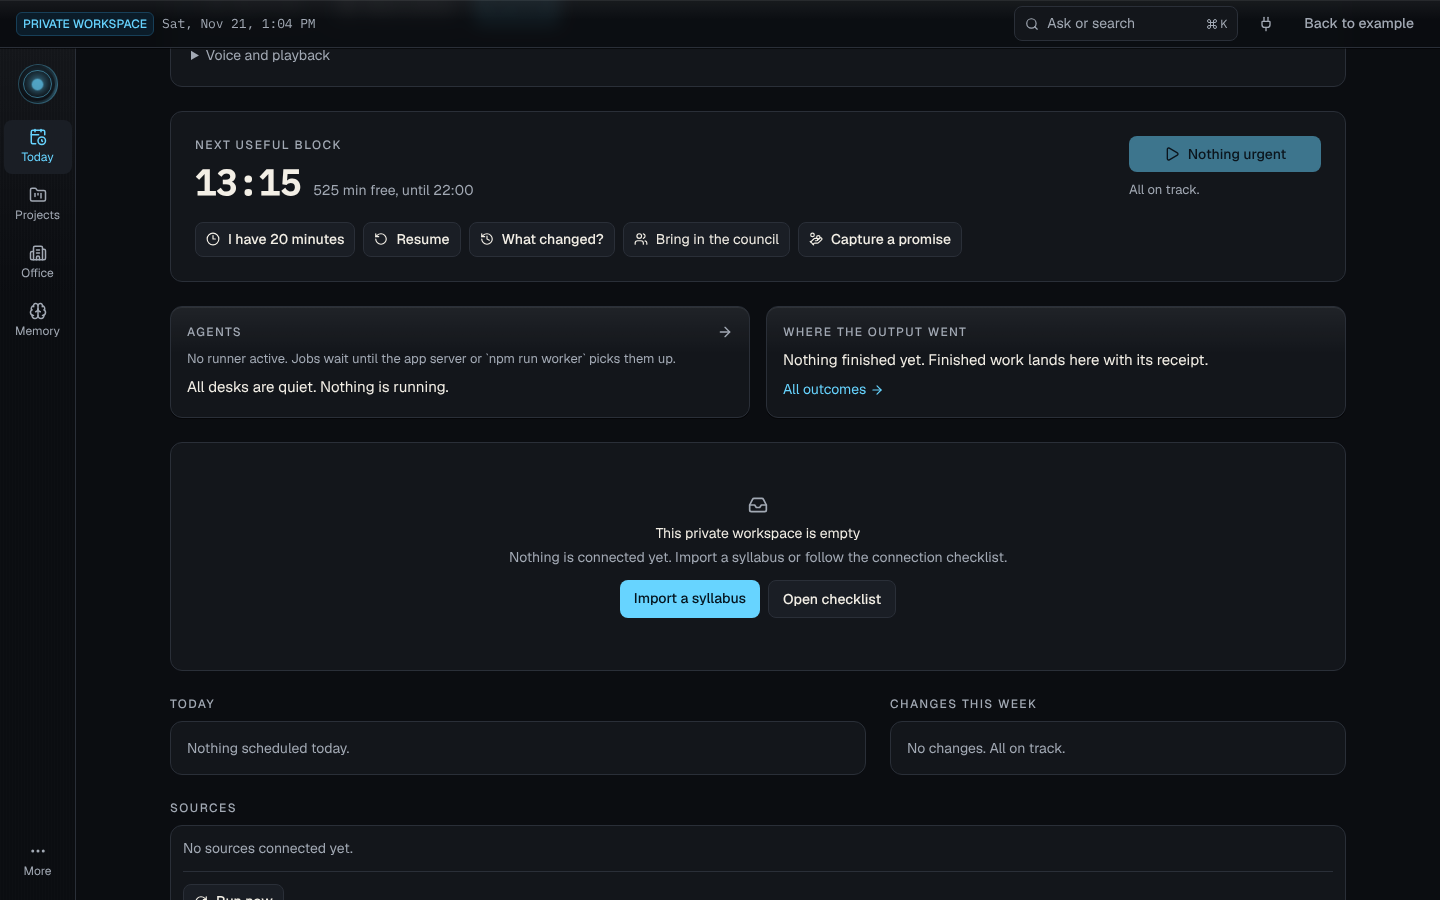 PRIVATE WORKSPACE Sat, Nov 21, 1:04 PM Ask or search ⌘K Back to example
Voice and playback
Today
Projects
Office
Memory
More
NEXT USEFUL BLOCK
13:15 525 min free, until 22:00
Nothing urgent
All on track.
I have 20 minutes Resume What changed? Bring in the council Capture a promise
AGENTS
No runner active. Jobs wait until the app server or `npm run worker` picks them up.
All desks are quiet. Nothing is running.
WHERE THE OUTPUT WENT
Nothing finished yet. Finished work lands here with its receipt.
All outcomes →
This private workspace is empty
Nothing is connected yet. Import a syllabus or follow the connection checklist.
Import a syllabus Open checklist
TODAY
Nothing scheduled today.
CHANGES THIS WEEK
No changes. All on track.
SOURCES
No sources connected yet.
Run now